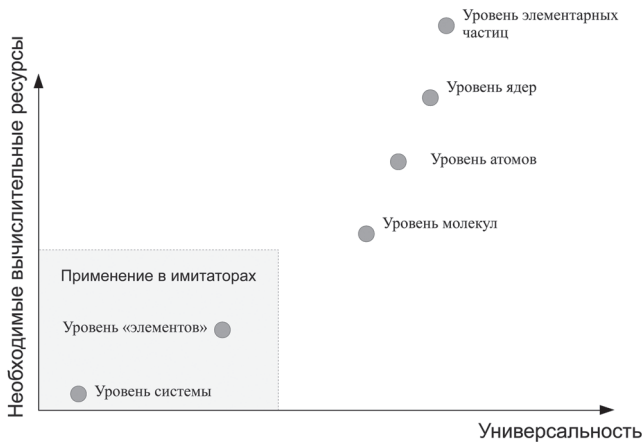 Уровень элементарных
частиц
Уровень ядер
Уровень атомов
Уровень молекул
Применение в имитаторах
Уровень «элементов»
Уровень системы
Необходимые вычислительные ресурсы
Универсальность